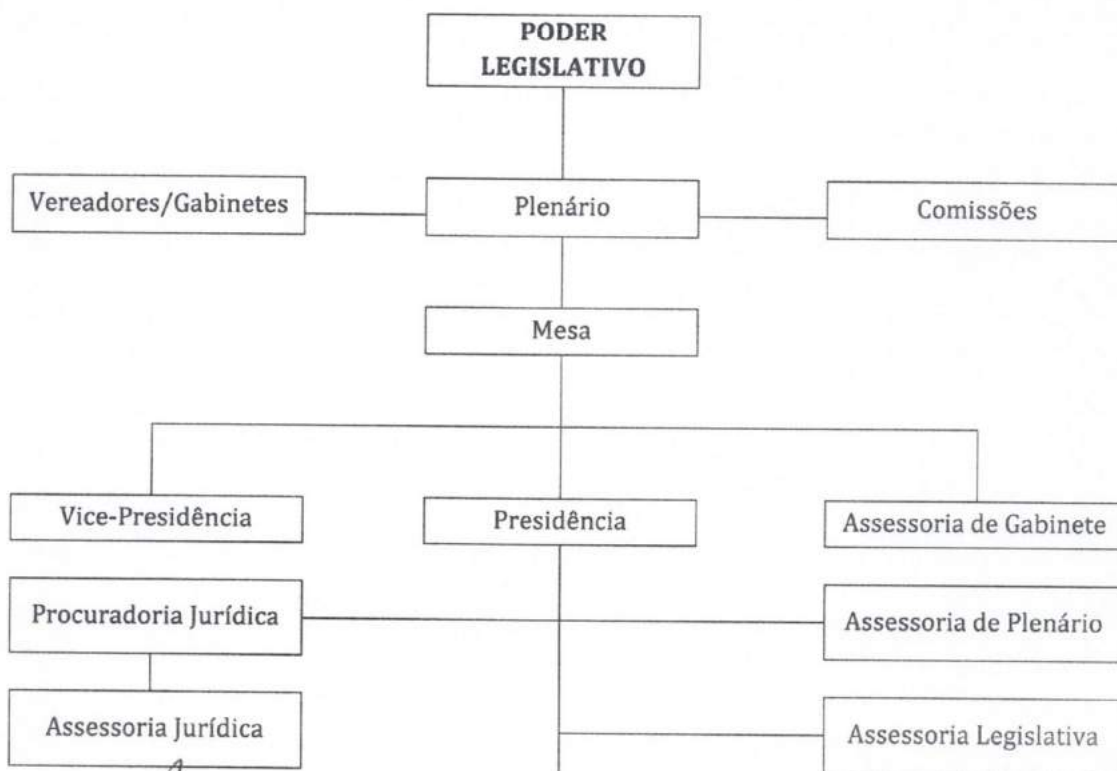 PODER
LEGISLATIVO
Vereadores/Gabinetes
Plenário
Comissões
Mesa
Vice-Presidência
Presidência
Assessoria de Gabinete
Procuradoria Jurídica
Assessoria de Plenário
Assessoria Jurídica
Assessoria Legislativa